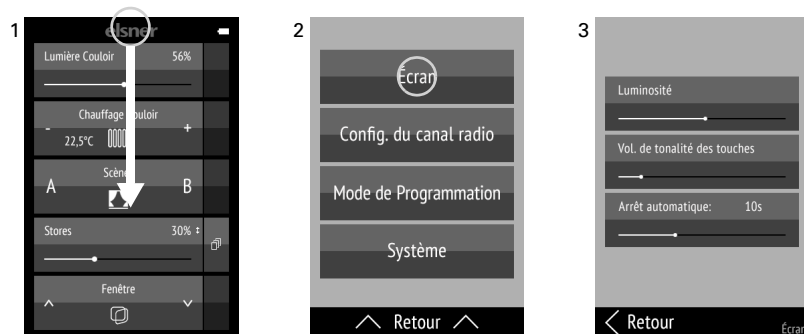 1
elsner
Lumière Couloir 56%
Chauffage Couloir
- 22,5°C +
Scène
A B
Stores 30%
Fenêtre
2
Écran
Config. du canal radio
Mode de Programmation
Système
Retour
3
Luminosité
Vol. de tonalité des touches
Arrêt automatique: 10s
Retour
Écran